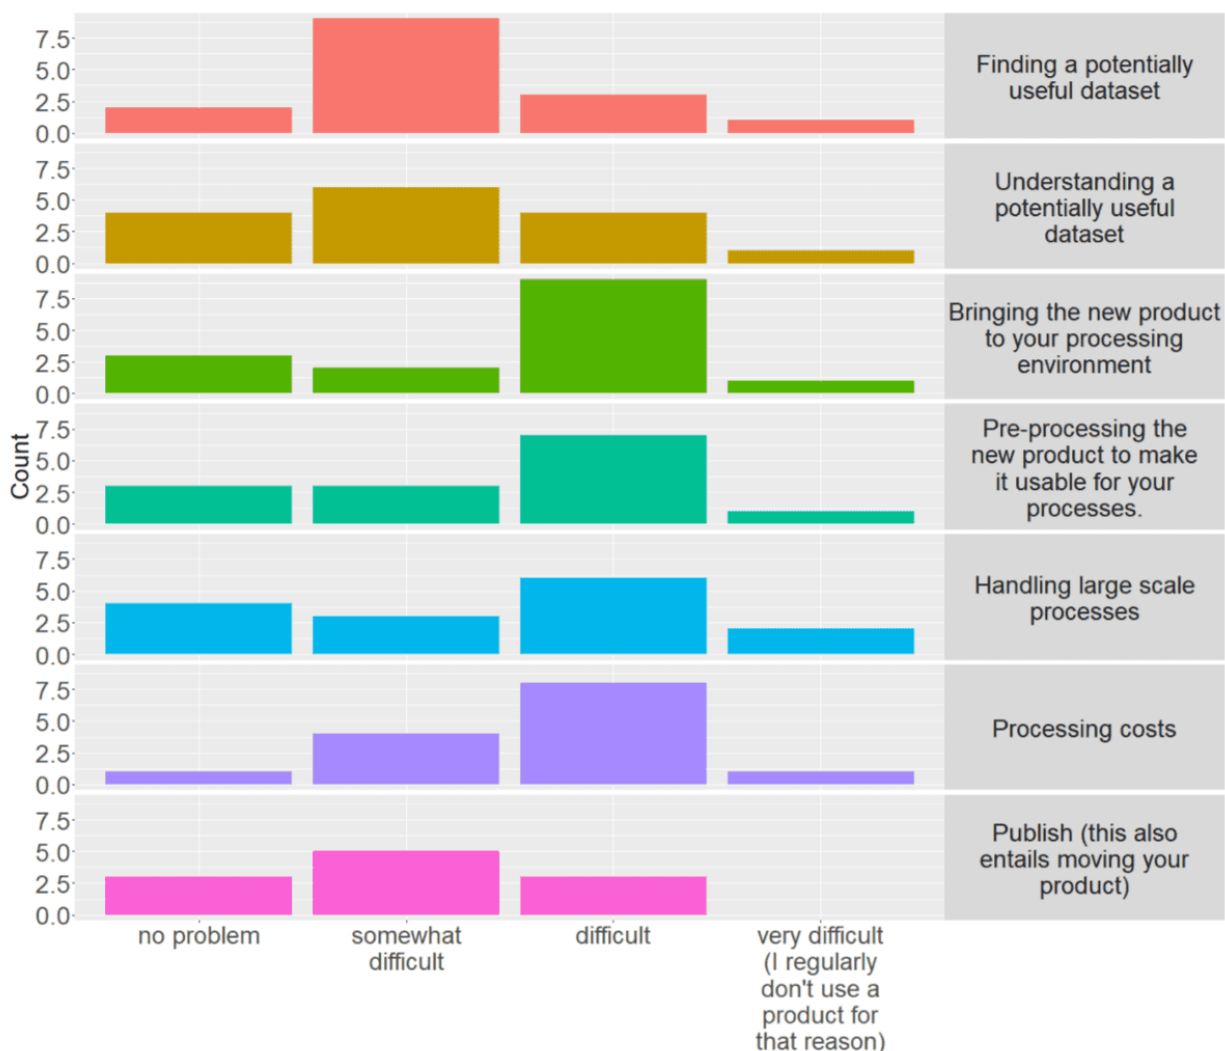 7.5
5.0
2.5
0.0
Finding a potentially
useful dataset
7.5
5.0
2.5
0.0
Understanding a
potentially useful
dataset
7.5
5.0
2.5
0.0
Bringing the new product
to your processing
environment
Count
7.5
5.0
2.5
0.0
Pre-processing the
new product to make
it usable for your
processes.
7.5
5.0
2.5
0.0
Handling large scale
processes
7.5
5.0
2.5
0.0
Processing costs
7.5
5.0
2.5
0.0
Publish (this also
entails moving your
product)
no problem
somewhat
difficult
difficult
very difficult
(I regularly
don't use a
product for
that reason)